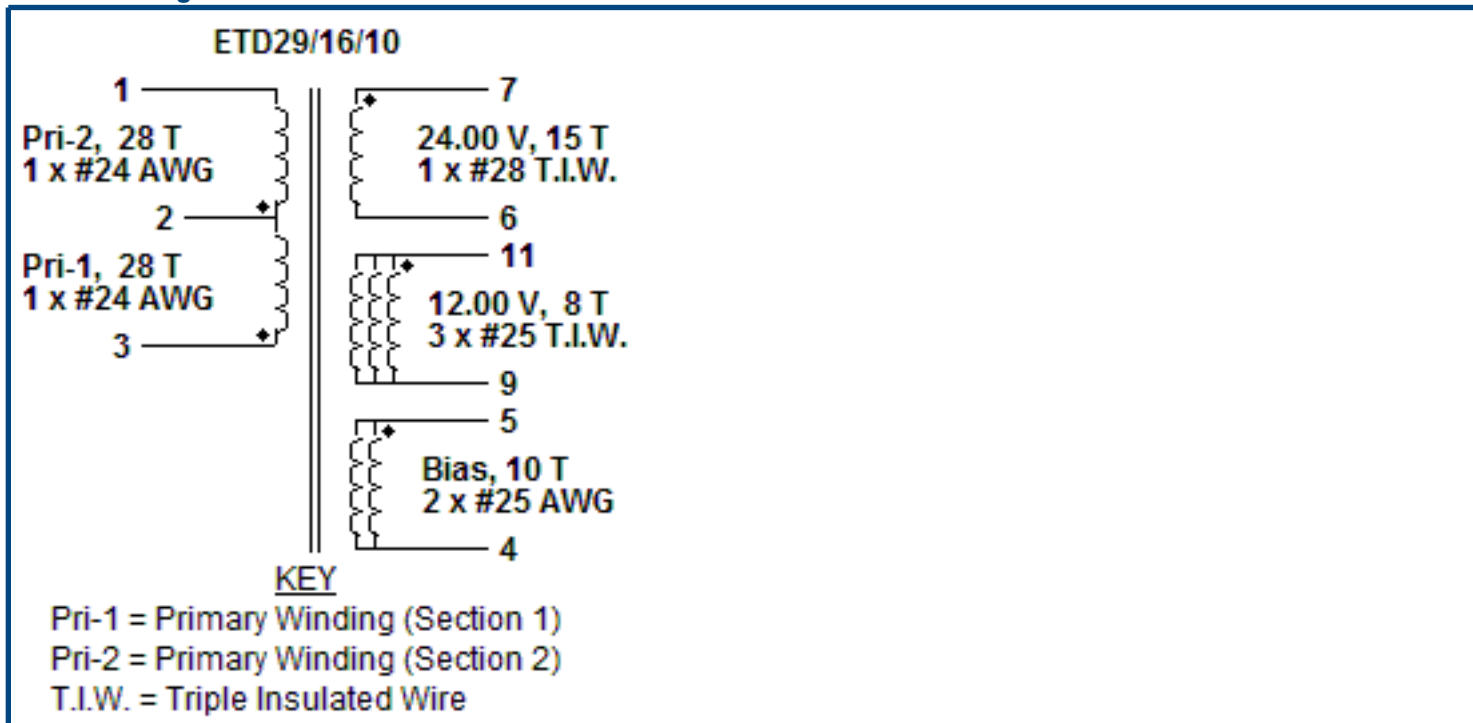 ETD29/16/10
1
Pri-2, 28 T
1 x #24 AWG
2
Pri-1, 28 T
1 x #24 AWG
3
7
24.00 V, 15 T
1 x #28 T.I.W.
6
11
12.00 V, 8 T
3 x #25 T.I.W.
9
5
Bias, 10 T
2 x #25 AWG
4
KEY
Pri-1 = Primary Winding (Section 1)
Pri-2 = Primary Winding (Section 2)
T.I.W. = Triple Insulated Wire